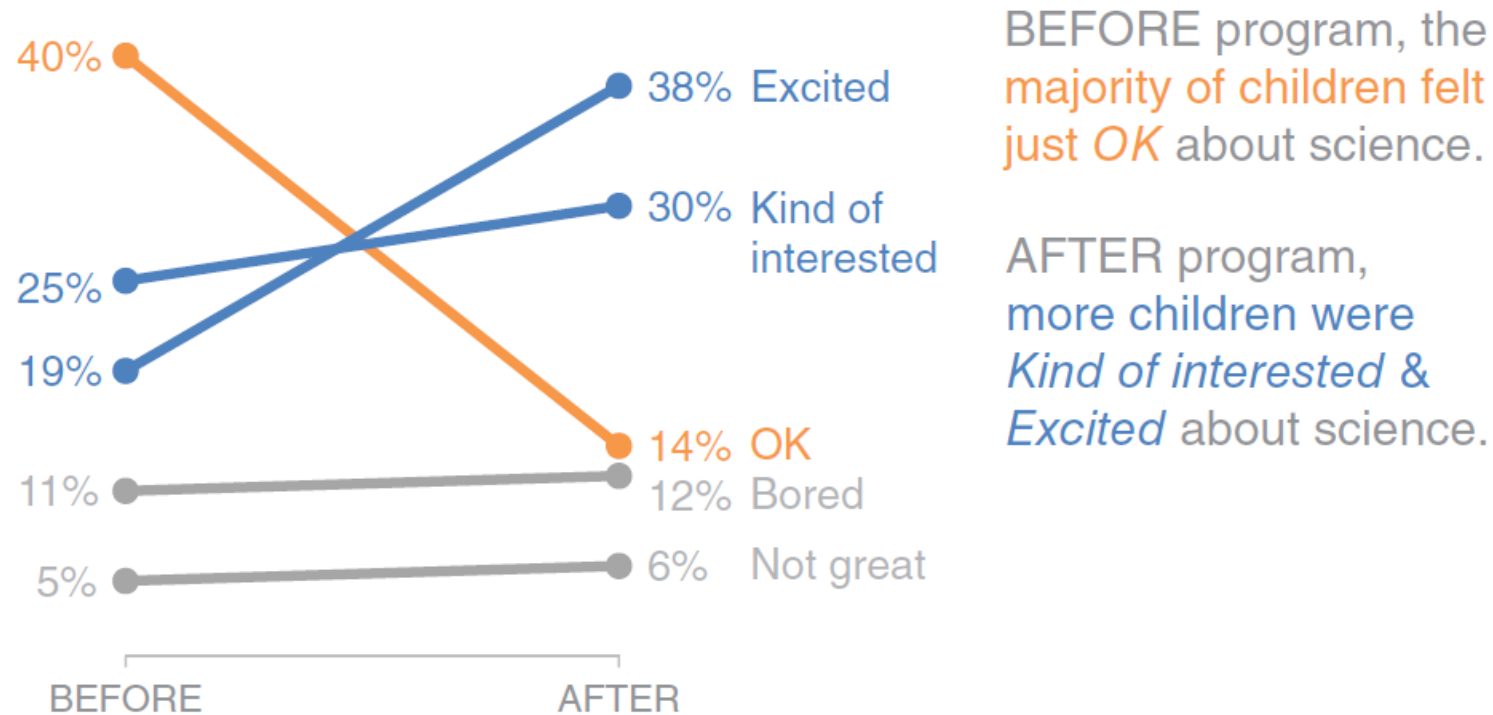 40%
25%
19%
11%
5%
38% Excited
30% Kind of
interested
14% OK
12% Bored
6% Not great
BEFORE
AFTER
BEFORE program, the
majority of children felt
just OK about science.
AFTER program,
more children were
Kind of interested &
Excited about science.